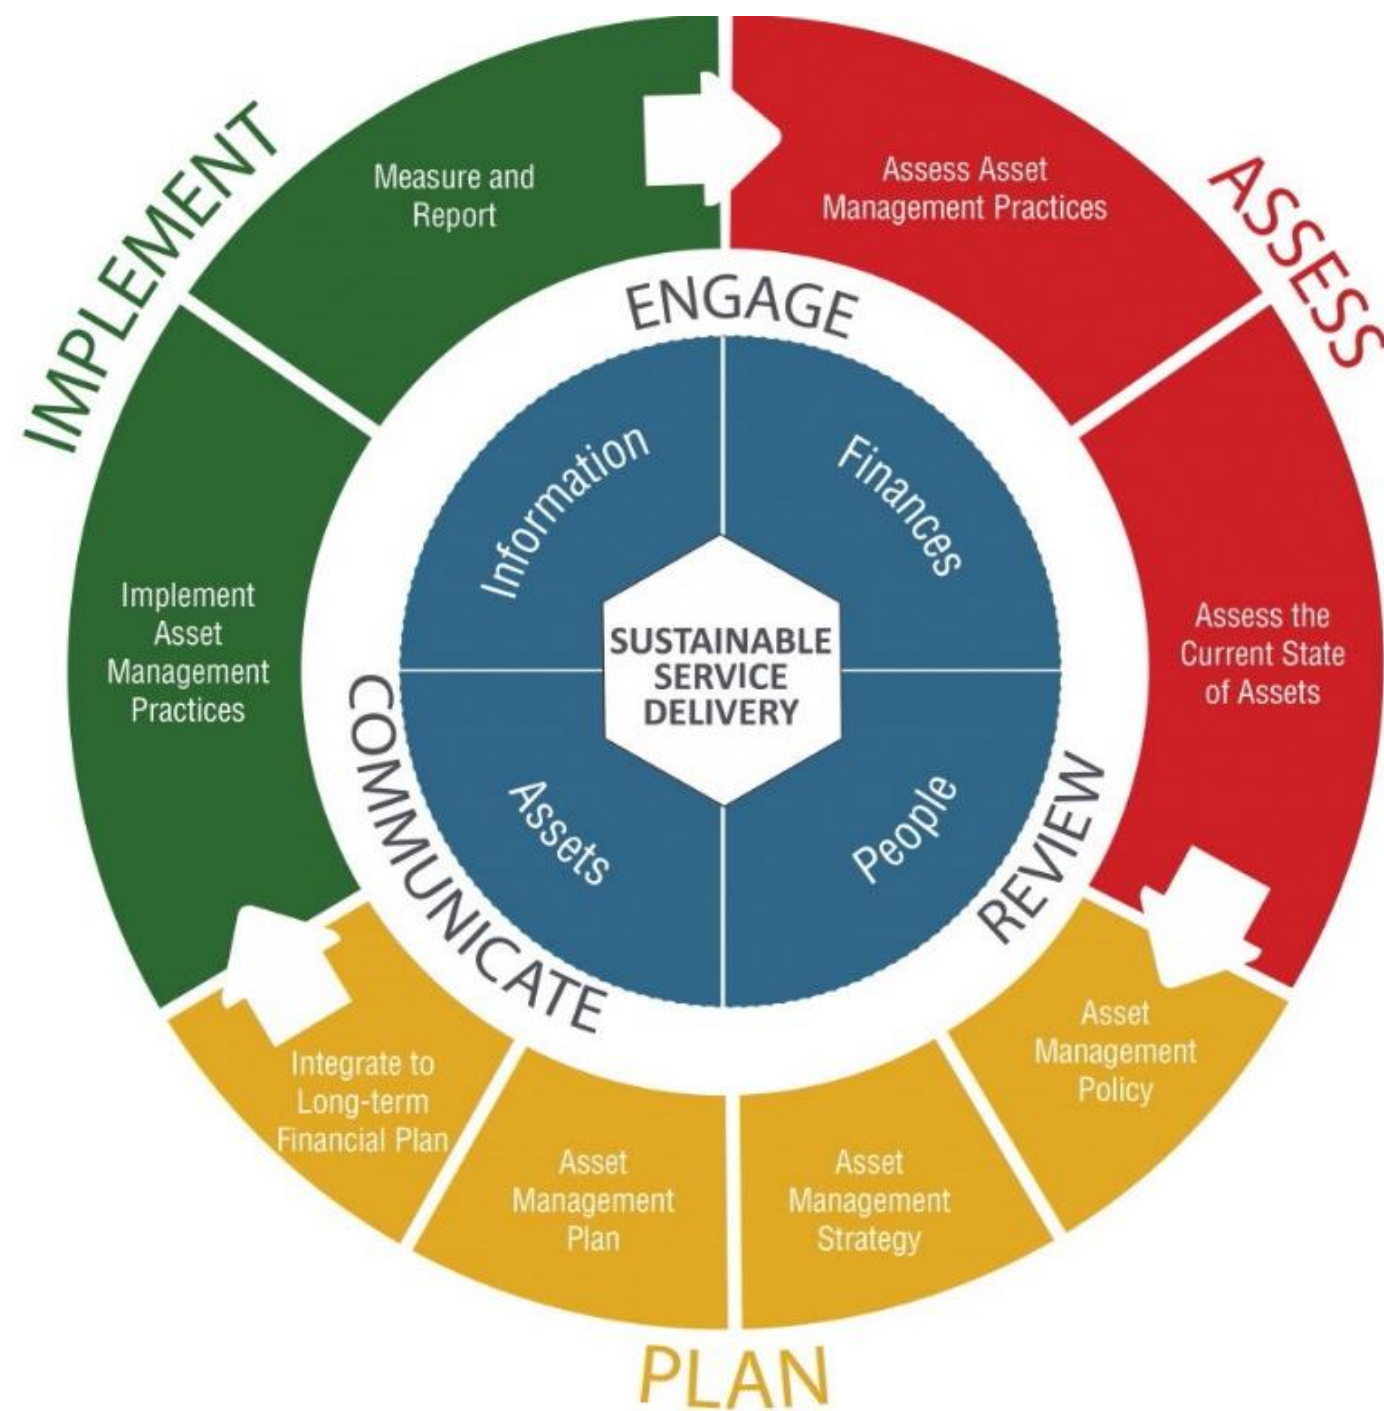 IMPLEMENT
Measure and
Report
Assess Asset
Management Practices
ASSESS
ENGAGE
Information
Finances
Implement
Asset
Management
Practices
SUSTAINABLE
SERVICE
DELIVERY
Assess the
Current State
of Assets
COMMUNICATE
Assets
People
REVIEW
Asset
Management
Policy
Integrate to
Long-term
Financial Plan
Asset
Management
Plan
Asset
Management
Strategy
PLAN